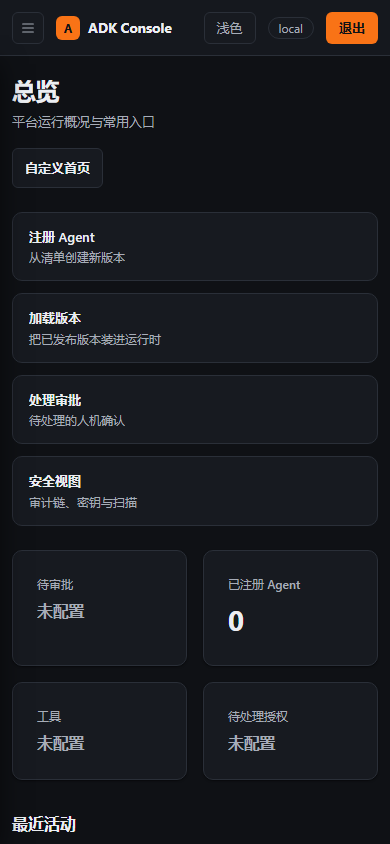 A ADK Console 浅色 local 退出
总览
平台运行概况与常用入口
自定义首页
注册 Agent
从清单创建新版本
加载版本
把已发布版本装进运行时
处理审批
待处理的人机确认
安全视图
审计链、密钥与扫描
待审批
未配置
已注册 Agent
0
工具
未配置
待处理授权
未配置
最近活动